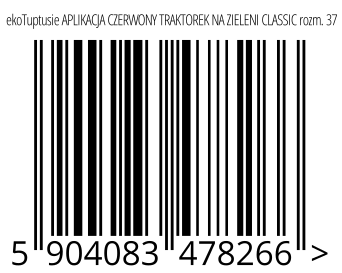 ekoTuptusie APLIKACJA CZERWONY TRAKTOREK NA ZIELENI CLASSIC rozm. 37
5 904083 478266 >